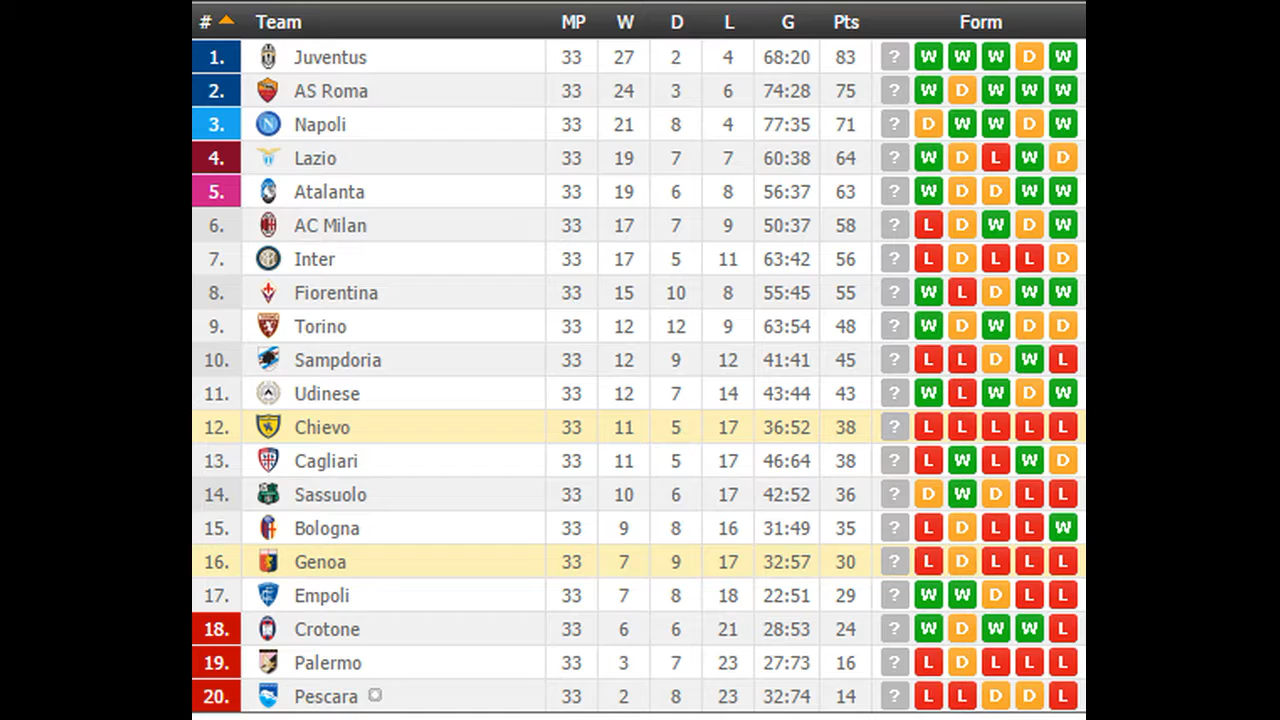 # Team MP W D L G Pts Form
1. Juventus 33 27 2 4 68:20 83 ? W W W D W
2. AS Roma 33 24 3 6 74:28 75 ? W D W W W
3. Napoli 33 21 8 4 77:35 71 ? D W W D W
4. Lazio 33 19 7 7 60:38 64 ? W D L W D
5. Atalanta 33 19 6 8 56:37 63 ? W D D W W
6. AC Milan 33 17 7 9 50:37 58 ? L D W D W
7. Inter 33 17 5 11 63:42 56 ? L D L L D
8. Fiorentina 33 15 10 8 55:45 55 ? W L D W W
9. Torino 33 12 12 9 63:54 48 ? W D W D D
10. Sampdoria 33 12 9 12 41:41 45 ? L L D W L
11. Udinese 33 12 7 14 43:44 43 ? W L W D W
12. Chievo 33 11 5 17 36:52 38 ? L L L L L
13. Cagliari 33 11 5 17 46:64 38 ? L W L W D
14. Sassuolo 33 10 6 17 42:52 36 ? D W D L L
15. Bologna 33 9 8 16 31:49 35 ? L D L L W
16. Genoa 33 7 9 17 32:57 30 ? L D L L L
17. Empoli 33 7 8 18 22:51 29 ? W W D L L
18. Crotone 33 6 6 21 28:53 24 ? W D W W L
19. Palermo 33 3 7 23 27:73 16 ? L D L L L
20. Pescara 33 2 8 23 32:74 14 ? L L D D L